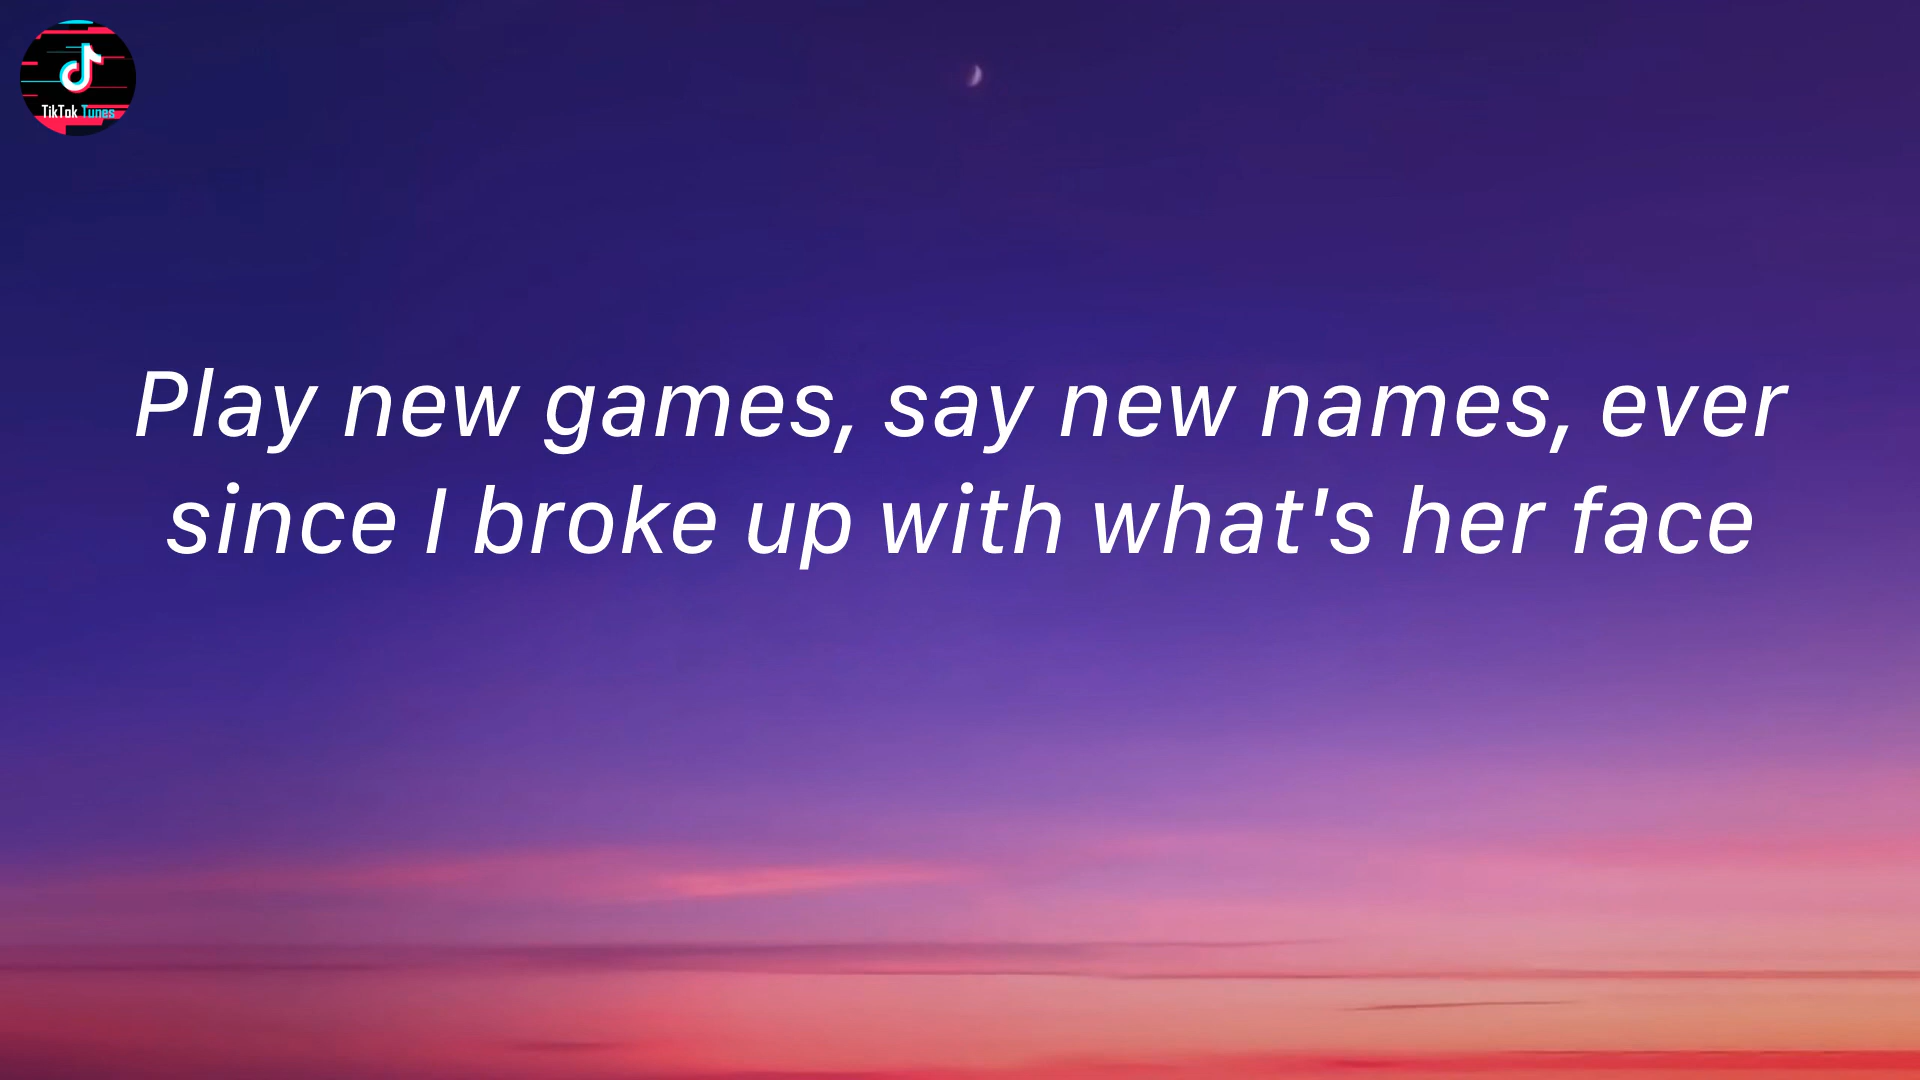 TikTok Tunes
Play new games, say new names, ever
since I broke up with what's her face